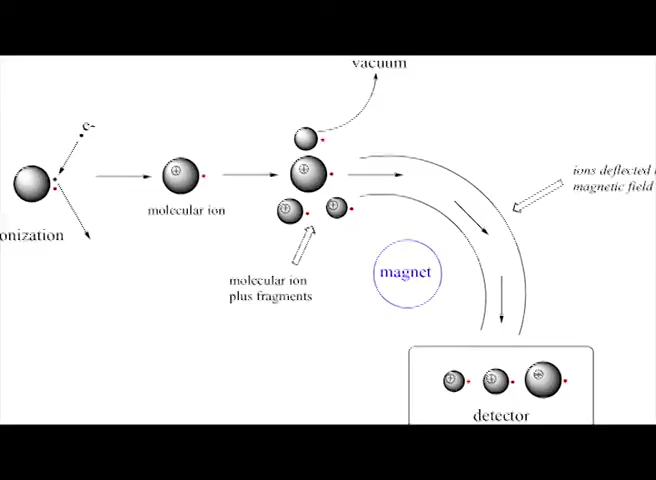 vacuum
e-
ions deflected
magnetic field
molecular ion
onization
magnet
molecular ion
plus fragments
detector